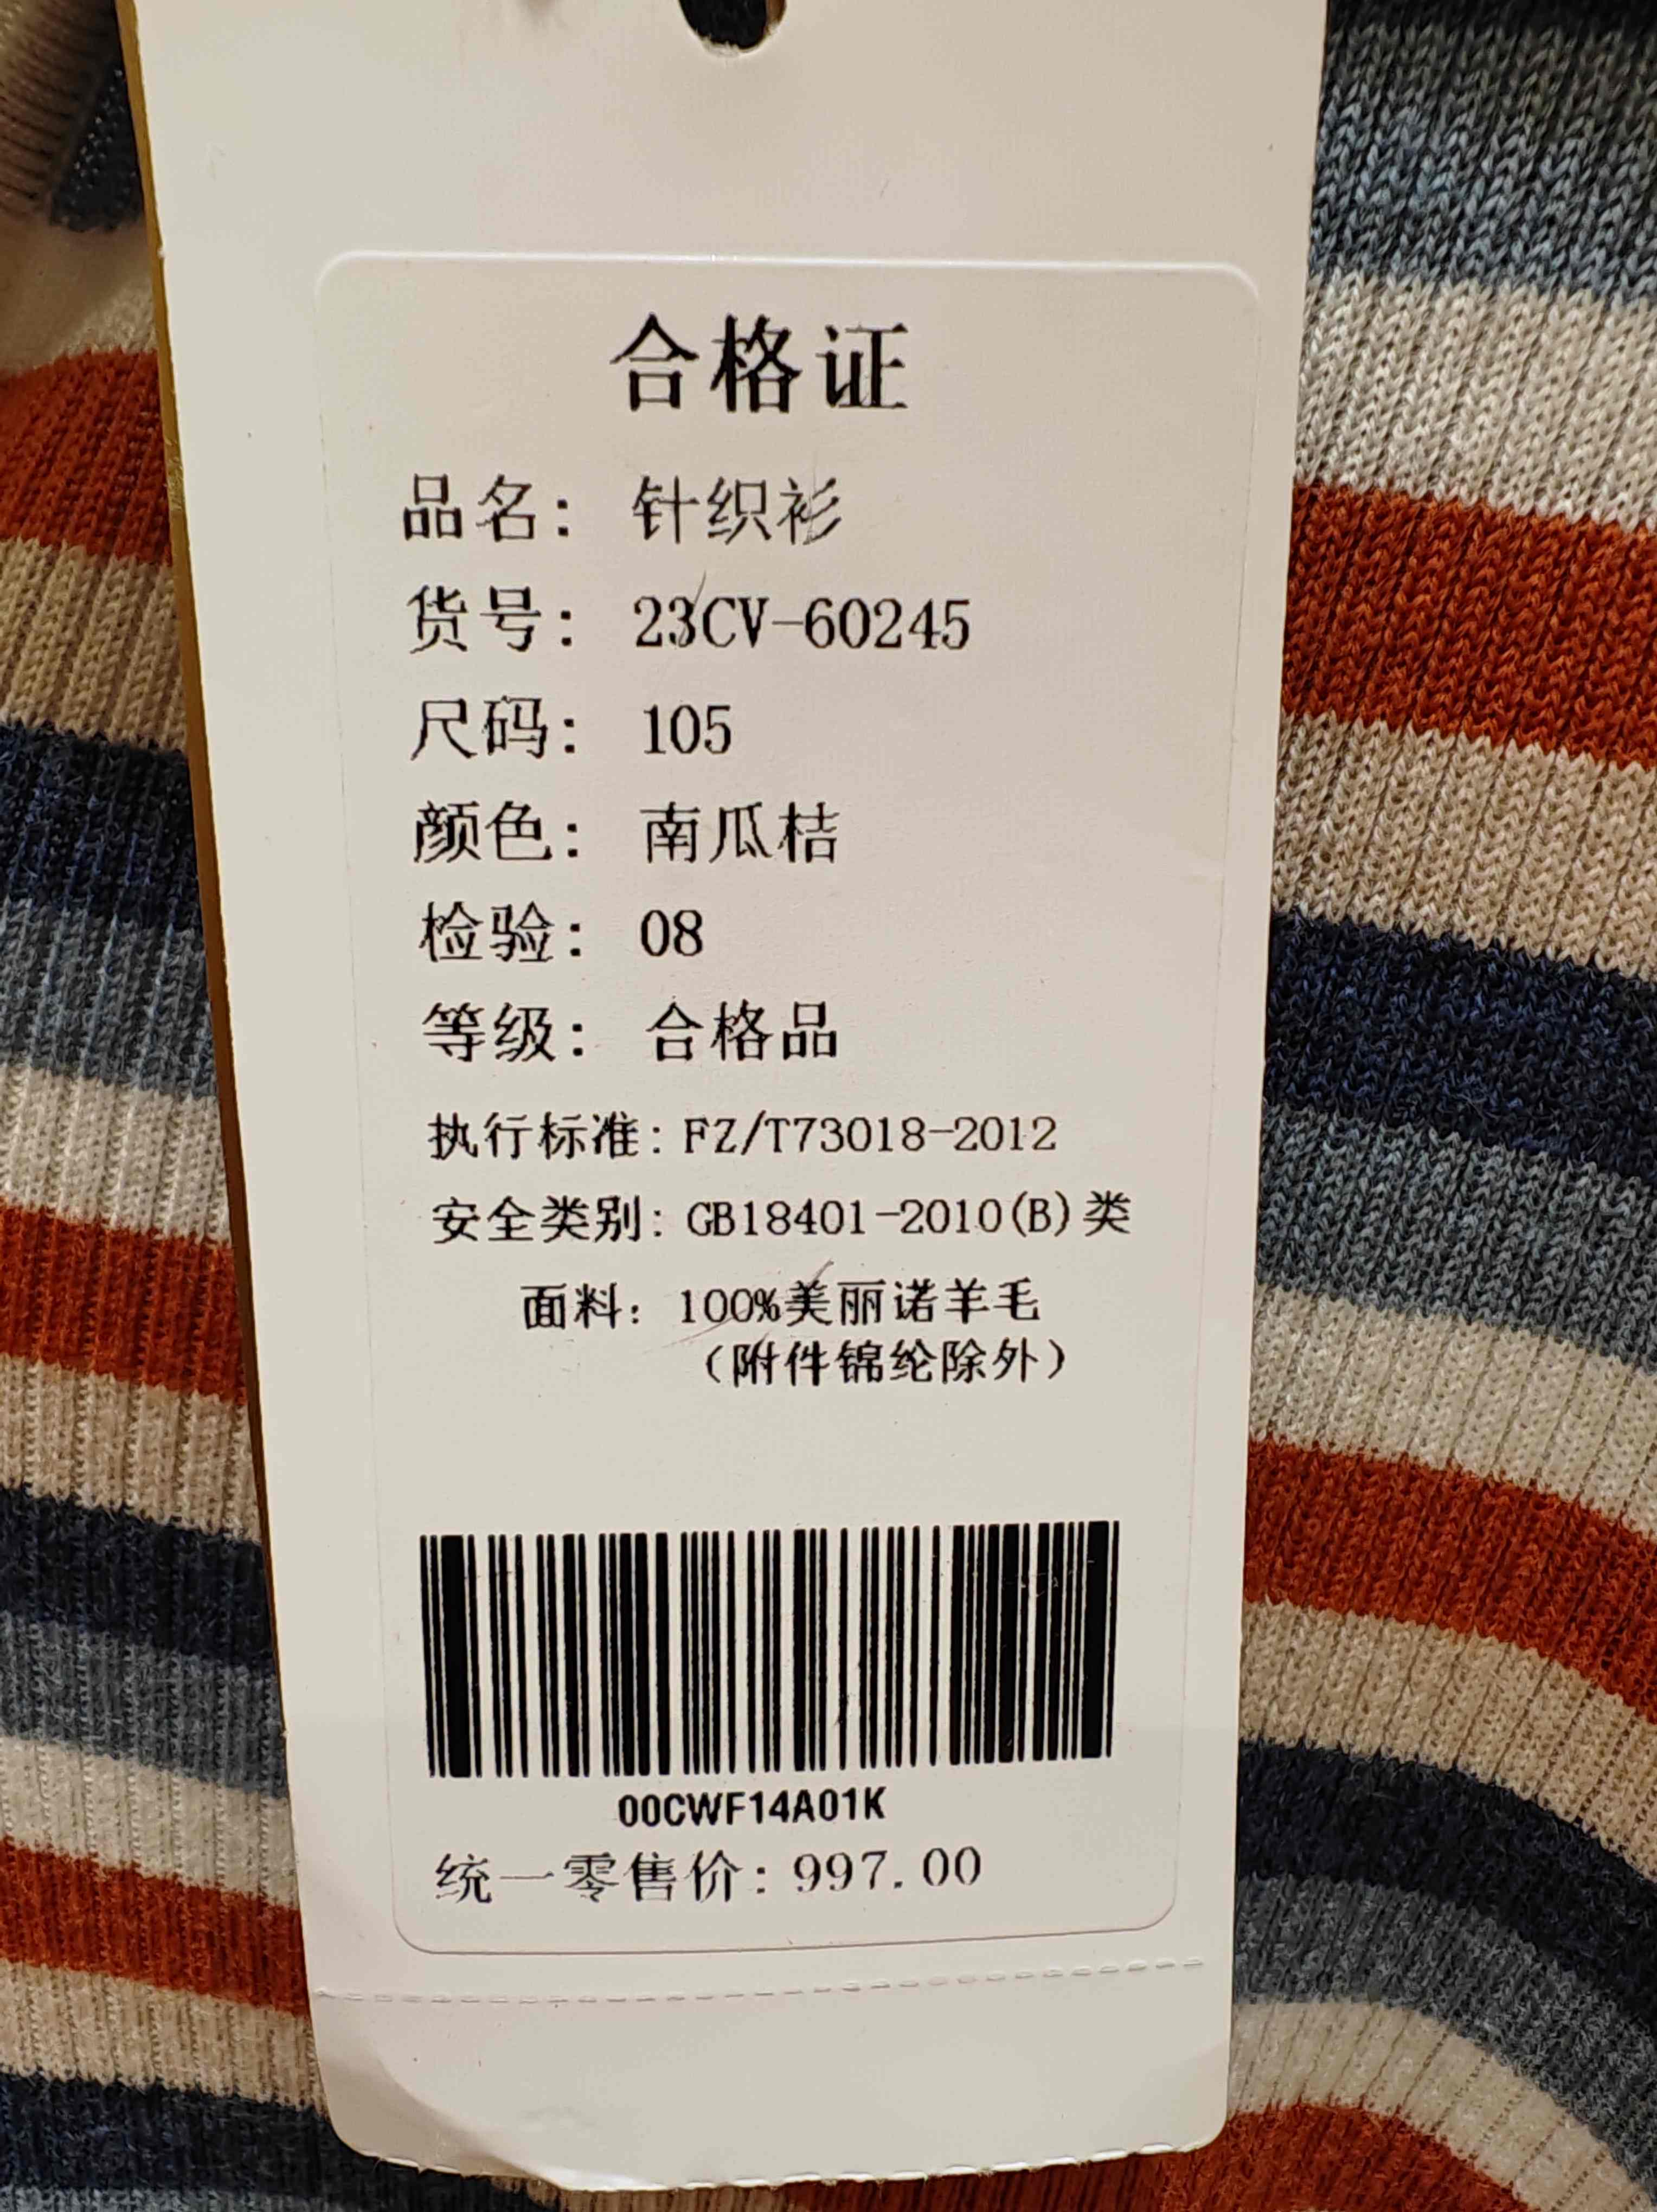 合格证
品名: 针织衫
货号: 23CV-60245
尺码: 105
颜色: 南瓜桔
检验: 08
等级: 合格品
执行标准: FZ/T73018-2012
安全类别: GB18401-2010(B)类
面料: 100%美丽诺羊毛
（附件锦纶除外）
00CWF14A01K
统一零售价: 997.00